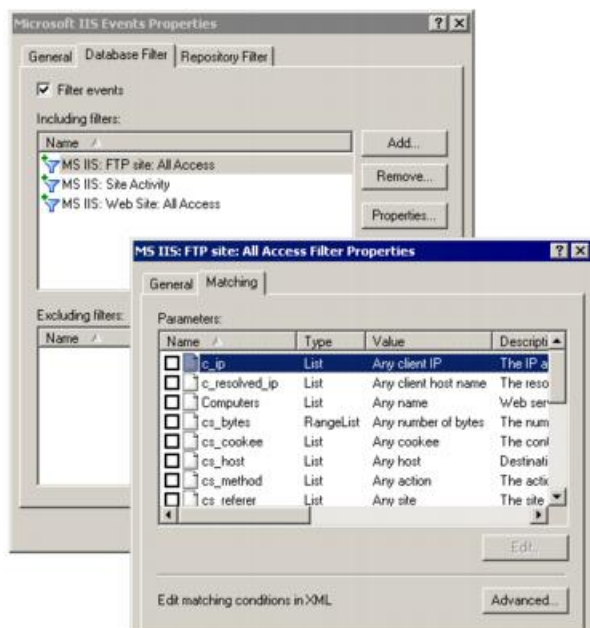 Microsoft IIS Events Properties
General Database Filter Repository Filter
Filter events
Including filters:
Name
Add...
MS IIS: FTP site: All Access
MS IIS: Site Activity
MS IIS: Web Site: All Access
Remove...
Properties...
Excluding filters:
Name
MS IIS: FTP site: All Access Filter Properties
General Matching
Parameters:
Name Type Value Descripti
c_ip List Any client IP The IP a
c_resolved_ip List Any client host name The reso
Computers List Any name Web ser
cs_bytes RangeList Any number of bytes The num
cs_cookee List Any cookee The cont
cs_host List Any host Destinati
cs_method List Any action The actic
cs_referer List Any site The site
Edit...
Edit matching conditions in XML
Advanced...